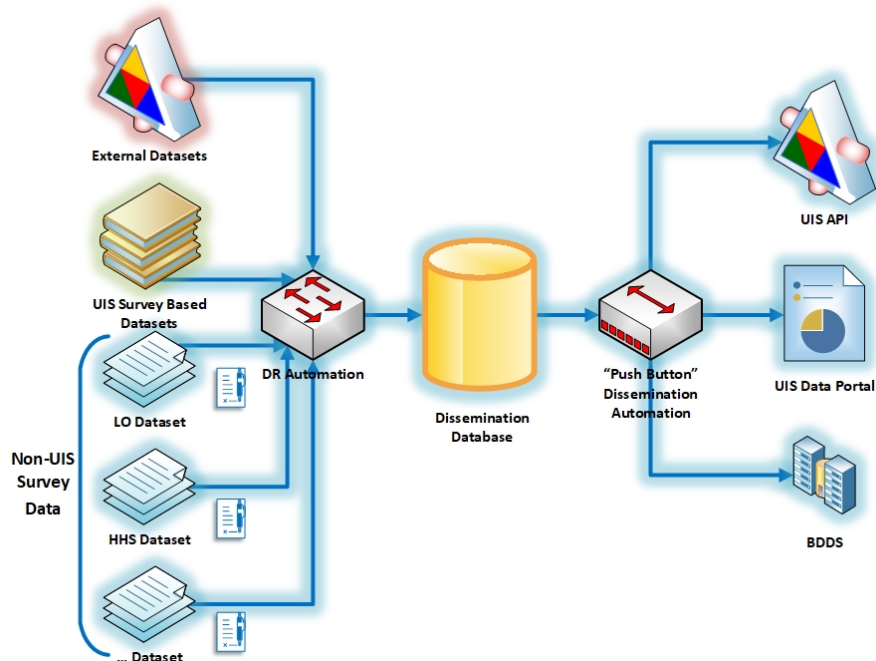 External Datasets
UIS Survey Based
Datasets
LO Dataset
Non-UIS
Survey
Data
HHS Dataset
... Dataset
DR Automation
Dissemination
Database
“Push Button”
Dissemination
Automation
UIS API
UIS Data Portal
BDDS